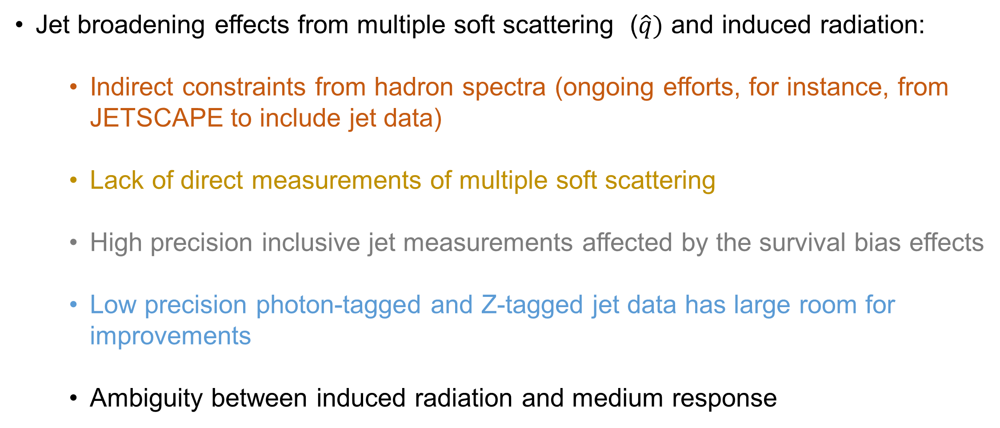 • Jet broadening effects from multiple soft scattering (q̂) and induced radiation:
• Indirect constraints from hadron spectra (ongoing efforts, for instance, from
JETSCAPE to include jet data)
• Lack of direct measurements of multiple soft scattering
• High precision inclusive jet measurements affected by the survival bias effects
• Low precision photon-tagged and Z-tagged jet data has large room for
improvements
• Ambiguity between induced radiation and medium response